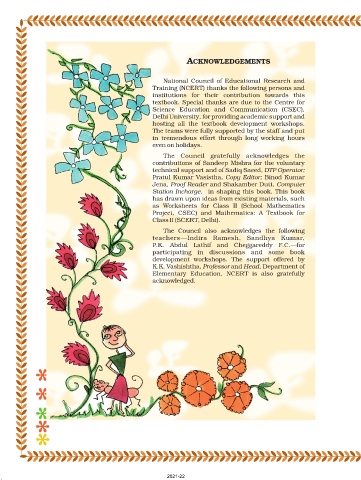 ACKNOWLEDGEMENTS
National Council of Educational Research and
Training (NCERT) thanks the following persons and
institutions for their contribution towards this
textbook. Special thanks are due to the Centre for
Science Education and Communication (CSEC),
Delhi University, for providing academic support and
hosting all the textbook development workshops.
The teams were fully supported by the staff and put
in tremendous effort through long working hours
even on holidays.
The Council gratefully acknowledges the
contributions of Sandeep Mishra for the voluntary
technical support and of Sadiq Saeed, DTP Operator;
Pratul Kumar Vasistha, Copy Editor; Binod Kumar
Jena, Proof Reader and Shakamber Dutt, Computer
Station Incharge, in shaping this book. This book
has drawn upon ideas from existing materials, such
as Worksheets for Class II (School Mathematics
Project, CSEC) and Mathematics: A Textbook for
Class II (SCERT, Delhi).
The Council also acknowledges the following
teachers—Indira Ramesh, Sandhya Kumar,
P.K. Abdul Lathif and Cheggareddy F.C.—for
participating in discussions and some book
development workshops. The support offered by
K.K. Vashishtha, Professor and Head, Department of
Elementary Education, NCERT is also gratefully
acknowledged.
2021-22